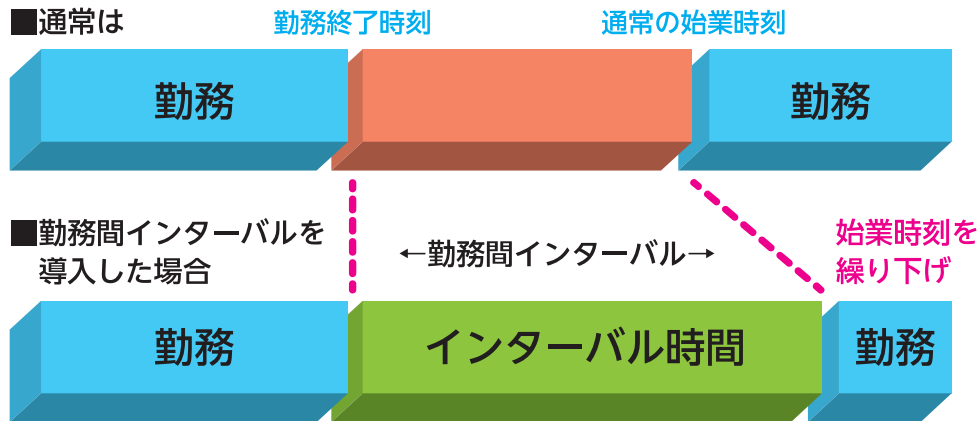 ■通常は
勤務終了時刻
通常の始業時刻
勤務
勤務
■勤務間インターバルを
導入した場合
←勤務間インターバル→
始業時刻を
繰り下げ
勤務
インターバル時間
勤務